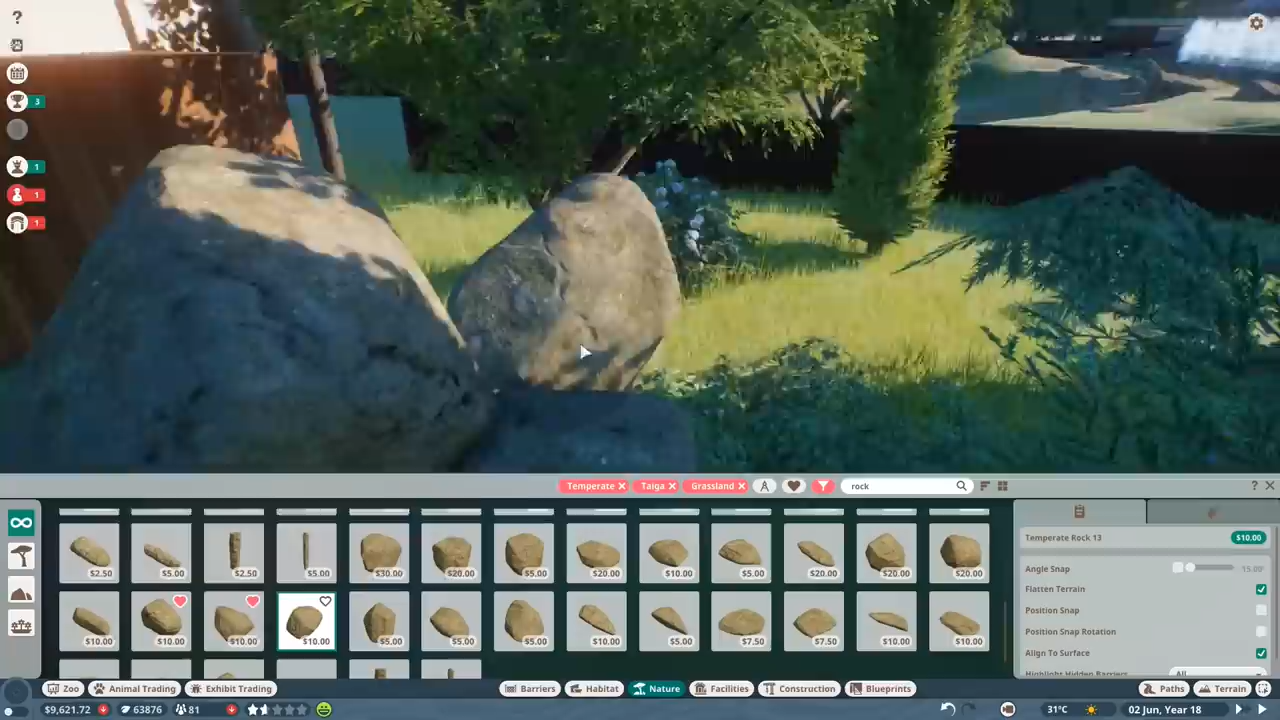 ?
3
1
1
1
Temperate ✕ Taiga ✕ Grassland ✕ rock ? ✕
$2.50 $5.00 $2.50 $5.00 $30.00 $20.00 $5.00 $20.00 $10.00 $5.00 $20.00 $20.00 $20.00
$10.00 $10.00 $10.00 $10.00 $5.00 $5.00 $5.00 $10.00 $5.00 $7.50 $7.50 $10.00 $10.00
Temperate Rock 13 $10.00
Angle Snap 15.00°
Flatten Terrain
Position Snap
Position Snap Rotation
Align To Surface
Highlight Hidden Barriers All
Zoo Animal Trading Exhibit Trading Barriers Habitat Nature Facilities Construction Blueprints Paths Terrain
$9,621.72 63876 81 31°C 02 Jun, Year 18